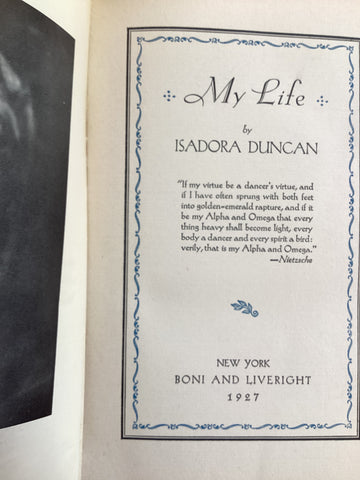 My Life
by
ISADORA DUNCAN
"If my virtue be a dancer's virtue, and
if I have often sprung with both feet
into golden-emerald rapture, and if it
be my Alpha and Omega that every
thing heavy shall become light, every
body a dancer and every spirit a bird:
verily, that is my Alpha and Omega."
—Nietzsche
NEW YORK
BONI AND LIVERIGHT
1927